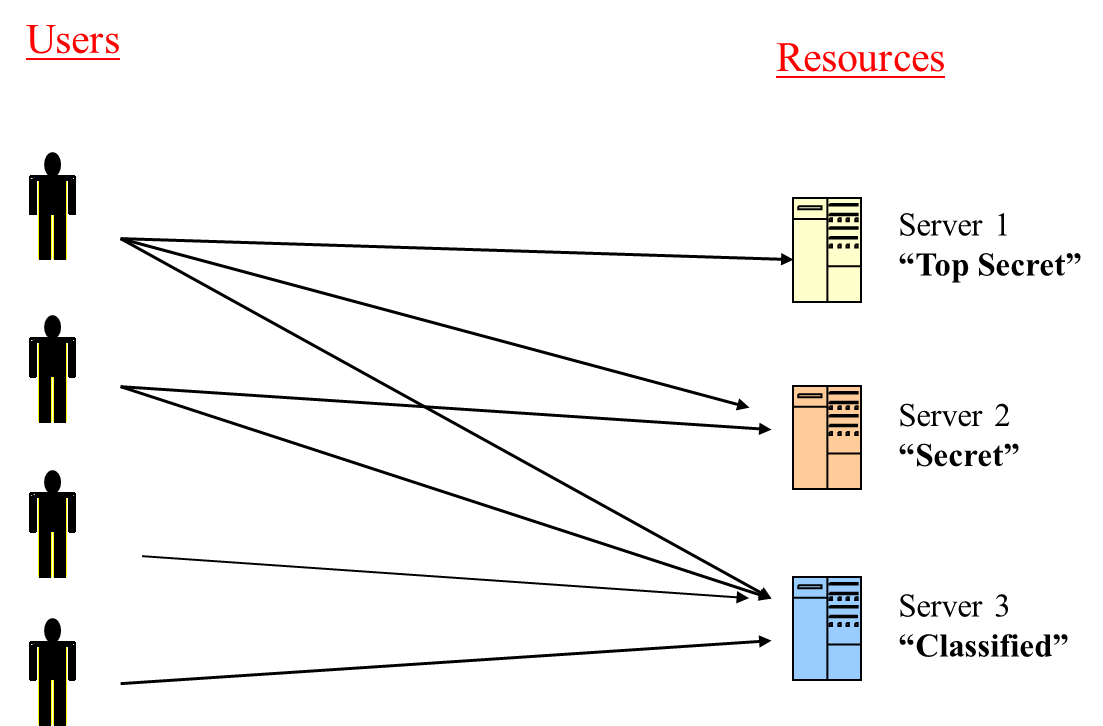 Users
Resources
Server 1
“Top Secret”
Server 2
“Secret”
Server 3
“Classified”